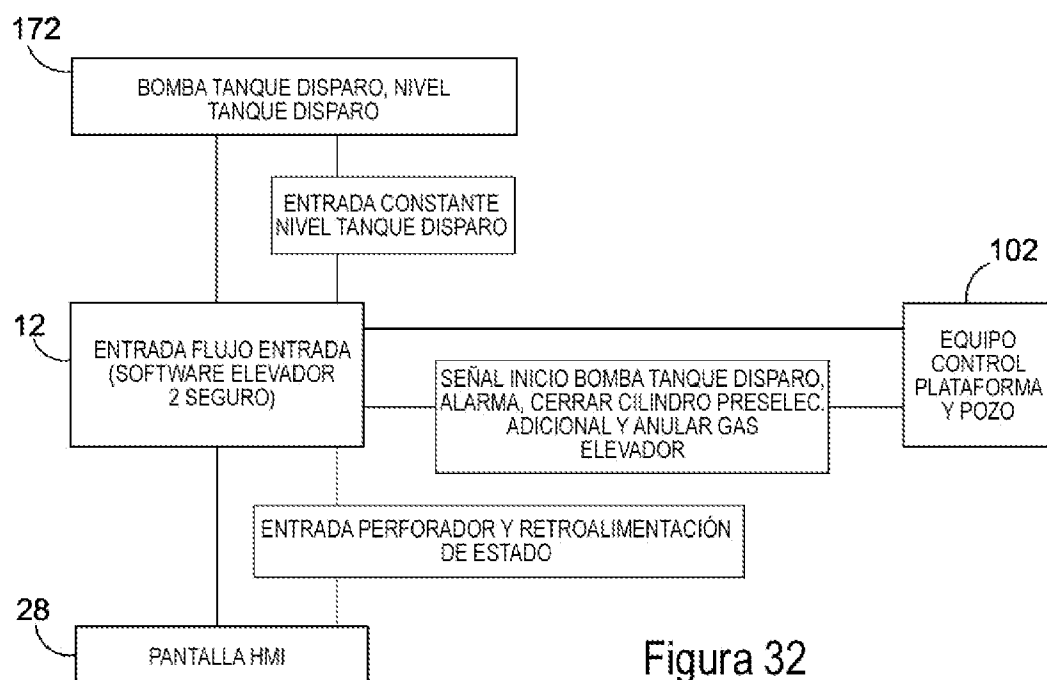 172
BOMBA TANQUE DISPARO, NIVEL
TANQUE DISPARO
ENTRADA CONSTANTE
NIVEL TANQUE DISPARO
102
12
ENTRADA FLUJO ENTRADA
(SOFTWARE ELEVADOR
2 SEGURO)
SEÑAL INICIO BOMBA TANQUE DISPARO,
ALARMA, CERRAR CILINDRO PRESELEC.
ADICIONAL Y ANULAR GAS
ELEVADOR
EQUIPO
CONTROL
PLATAFORMA
Y POZO
ENTRADA PERFORADOR Y RETROALIMENTACIÓN
DE ESTADO
28
PANTALLA HMI
Figura 32